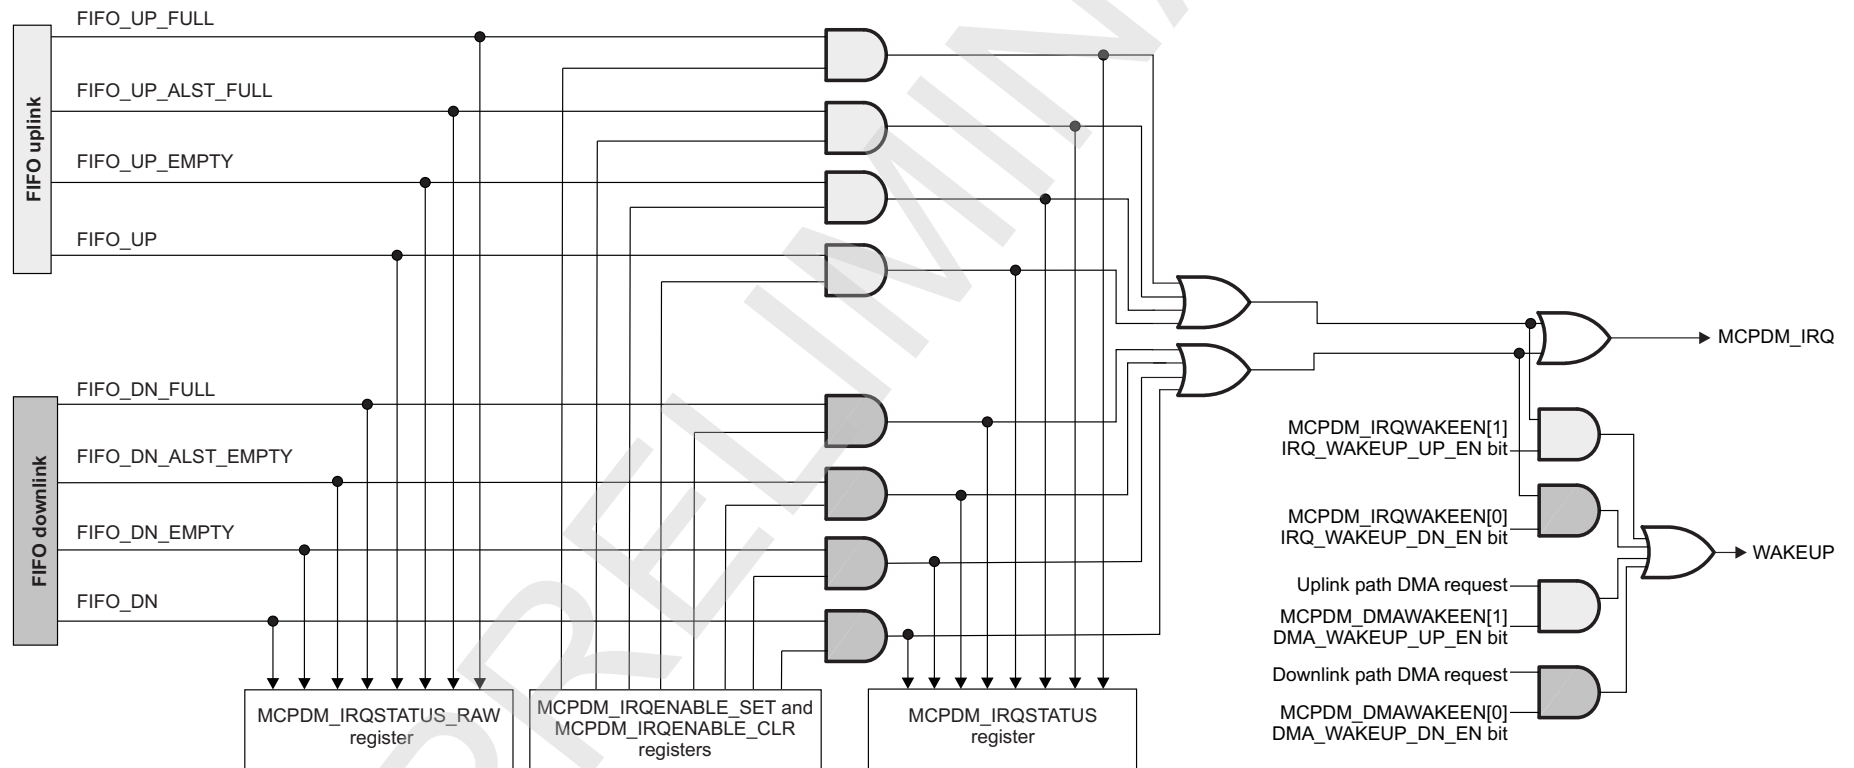 FIFO uplink
FIFO_UP_FULL
FIFO_UP_ALST_FULL
FIFO_UP_EMPTY
FIFO_UP
FIFO downlink
FIFO_DN_FULL
FIFO_DN_ALST_EMPTY
FIFO_DN_EMPTY
FIFO_DN
MCPDM_IRQSTATUS_RAW
register
MCPDM_IRQENABLE_SET and
MCPDM_IRQENABLE_CLR
registers
MCPDM_IRQSTATUS
register
MCPDM_IRQ
MCPDM_IRQWAKEEN[1]
IRQ_WAKEUP_UP_EN bit
MCPDM_IRQWAKEEN[0]
IRQ_WAKEUP_DN_EN bit
Uplink path DMA request
MCPDM_DMAWAKEEN[1]
DMA_WAKEUP_UP_EN bit
Downlink path DMA request
MCPDM_DMAWAKEEN[0]
DMA_WAKEUP_DN_EN bit
WAKEUP